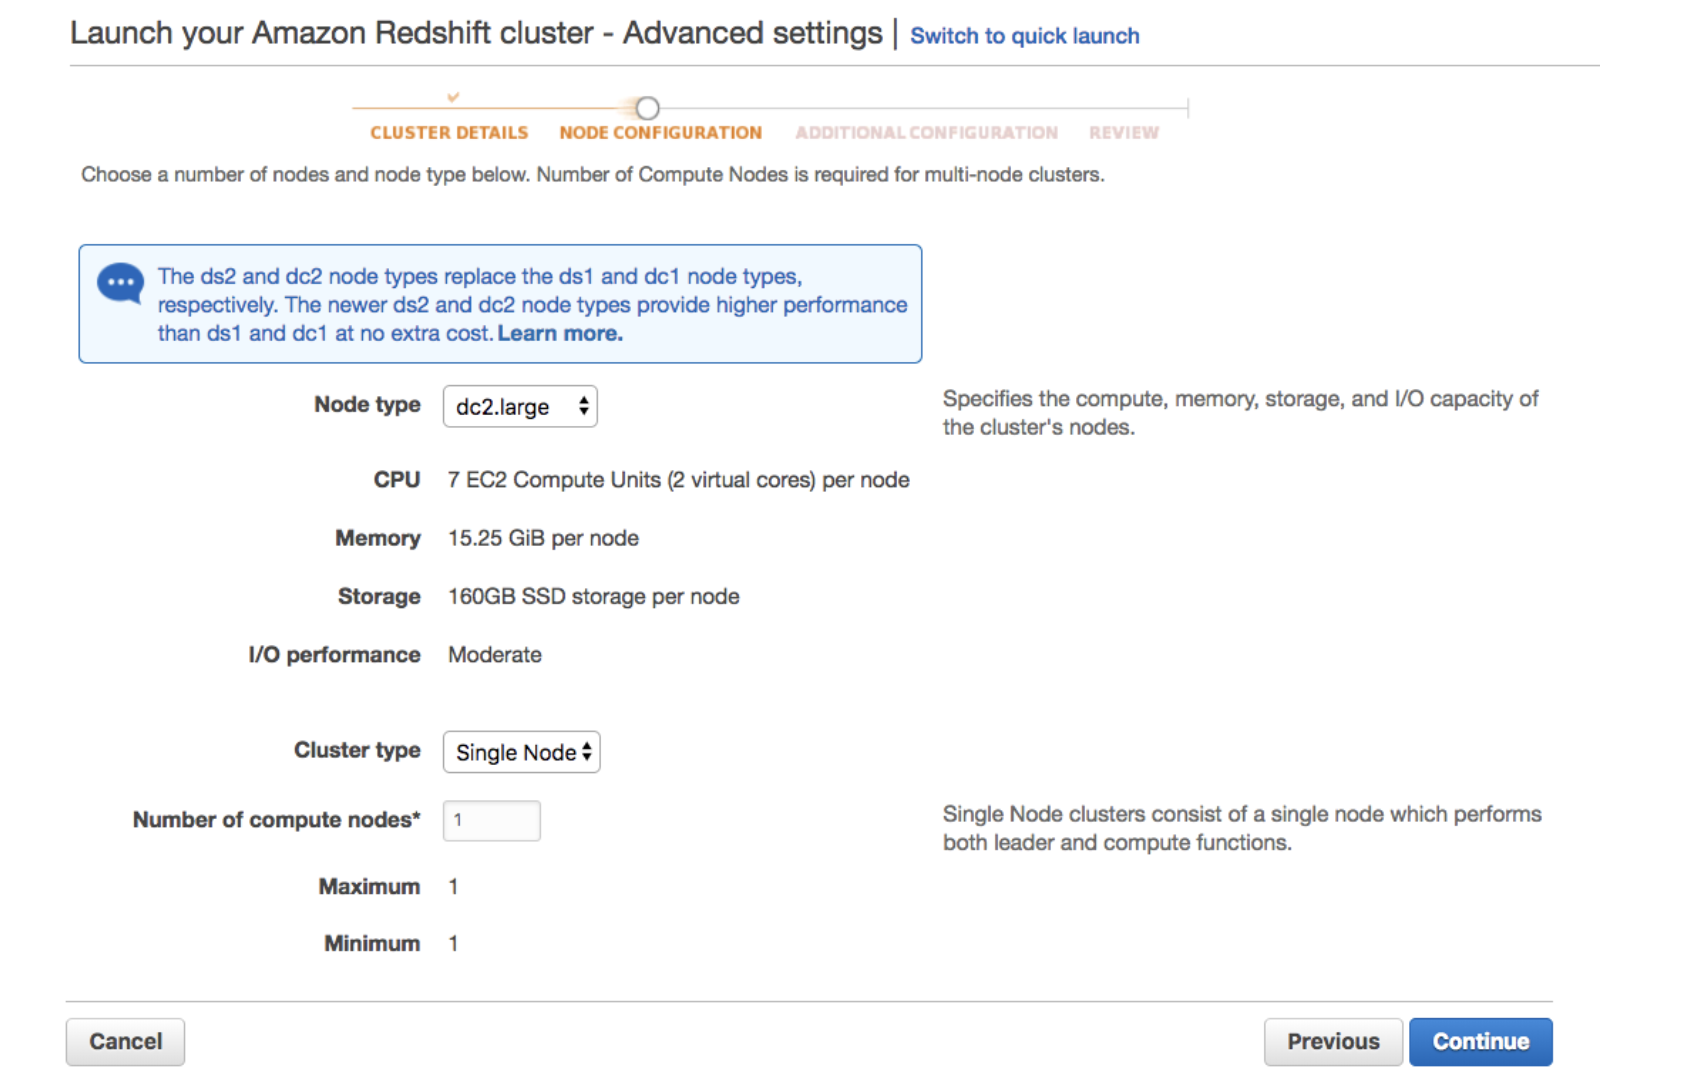 Launch your Amazon Redshift cluster - Advanced settings | Switch to quick launch
CLUSTER DETAILS NODE CONFIGURATION ADDITIONAL CONFIGURATION REVIEW
Choose a number of nodes and node type below. Number of Compute Nodes is required for multi-node clusters.
The ds2 and dc2 node types replace the ds1 and dc1 node types,
respectively. The newer ds2 and dc2 node types provide higher performance
than ds1 and dc1 at no extra cost. Learn more.
Node type dc2.large
Specifies the compute, memory, storage, and I/O capacity of
the cluster's nodes.
CPU 7 EC2 Compute Units (2 virtual cores) per node
Memory 15.25 GiB per node
Storage 160GB SSD storage per node
I/O performance Moderate
Cluster type Single Node
Number of compute nodes* 1
Single Node clusters consist of a single node which performs
both leader and compute functions.
Maximum 1
Minimum 1
Cancel Previous Continue